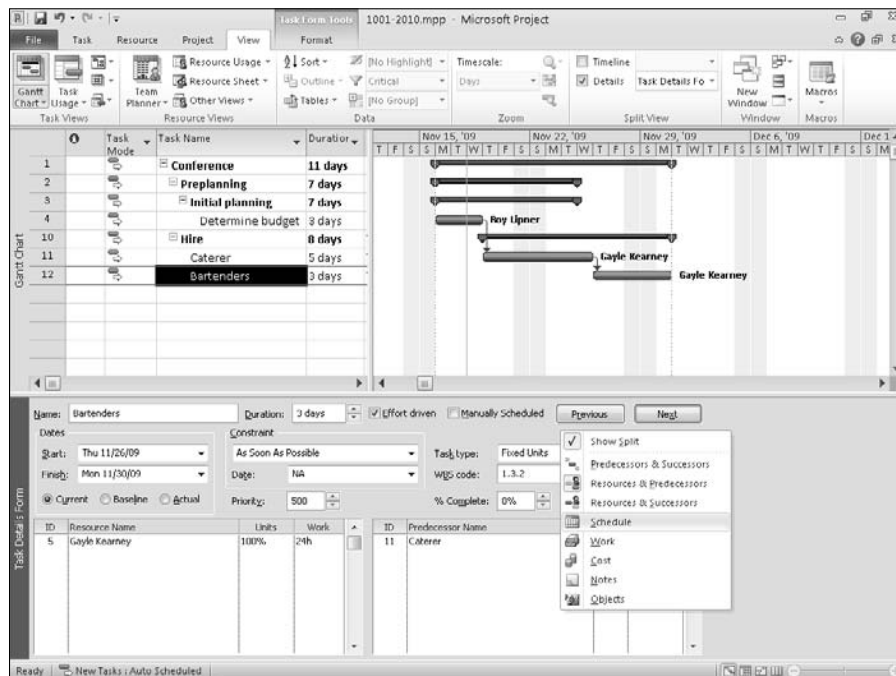 Task Form Tools 1001-2010.mpp - Microsoft Project
File Task Resource Project View Format
Gantt Chart
Task Usage
Team Planner
Resource Usage
Resource Sheet
Other Views
Sort
Outline
Tables
[No Highlight]
Critical
[No Group]
Timescale:
Days
Timeline
Details Task Details Fo
New Window
Macros
Task Views Resource Views Data Zoom Split View Window Macros
Task Mode Task Name Duration
Nov 15, '09 Nov 22, '09 Nov 29, '09 Dec 6, '09 Dec 1
T F S S M T W T F S S M T W T F S S M T W T F S S M T W T F S S M
1 Conference 11 days
2 Preplanning 7 days
3 Initial planning 7 days
4 Determine budget 3 days Roy Lipner
10 Hire 8 days
11 Caterer 5 days Gayle Kearney
12 Bartenders 3 days Gayle Kearney
Gantt Chart
Name: Bartenders Duration: 3 days Effort driven Manually Scheduled Previous Next
Dates Constraint
Start: Thu 11/26/09 As Soon As Possible Task type: Fixed Units
Finish: Mon 11/30/09 Date: NA WBS code: 1.3.2
Current Baseline Actual Priority: 500 % Complete: 0%
ID Resource Name Units Work ID Predecessor Name
5 Gayle Kearney 100% 24h 11 Caterer
Show Split
Predecessors & Successors
Resources & Predecessors
Resources & Successors
Schedule
Work
Cost
Notes
Objects
Task Details Form
Ready New Tasks : Auto Scheduled